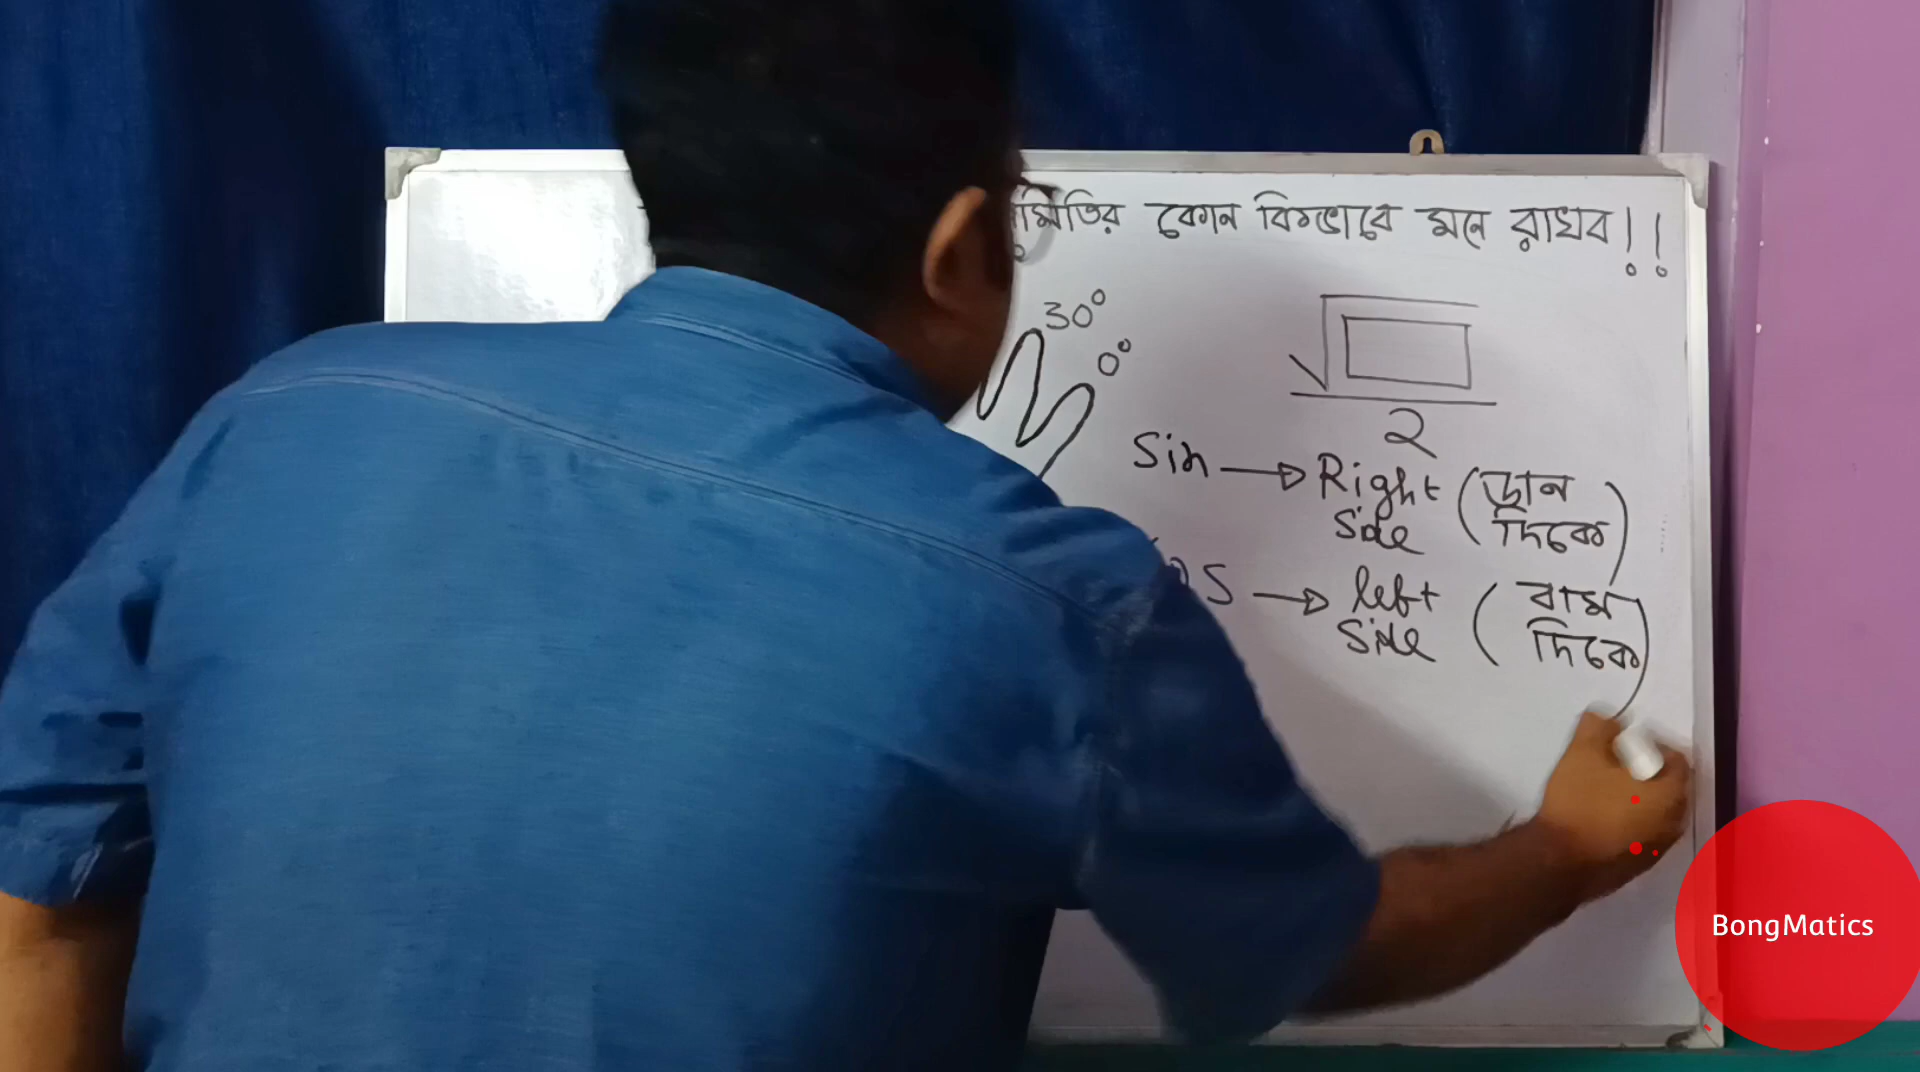 কোন কিভাবে মনে রাখব!!
30°
0°
√▭
2
Sin → Right (ডান
Side দিকে)
→ left (বাম
Side দিকে)
BongMatics